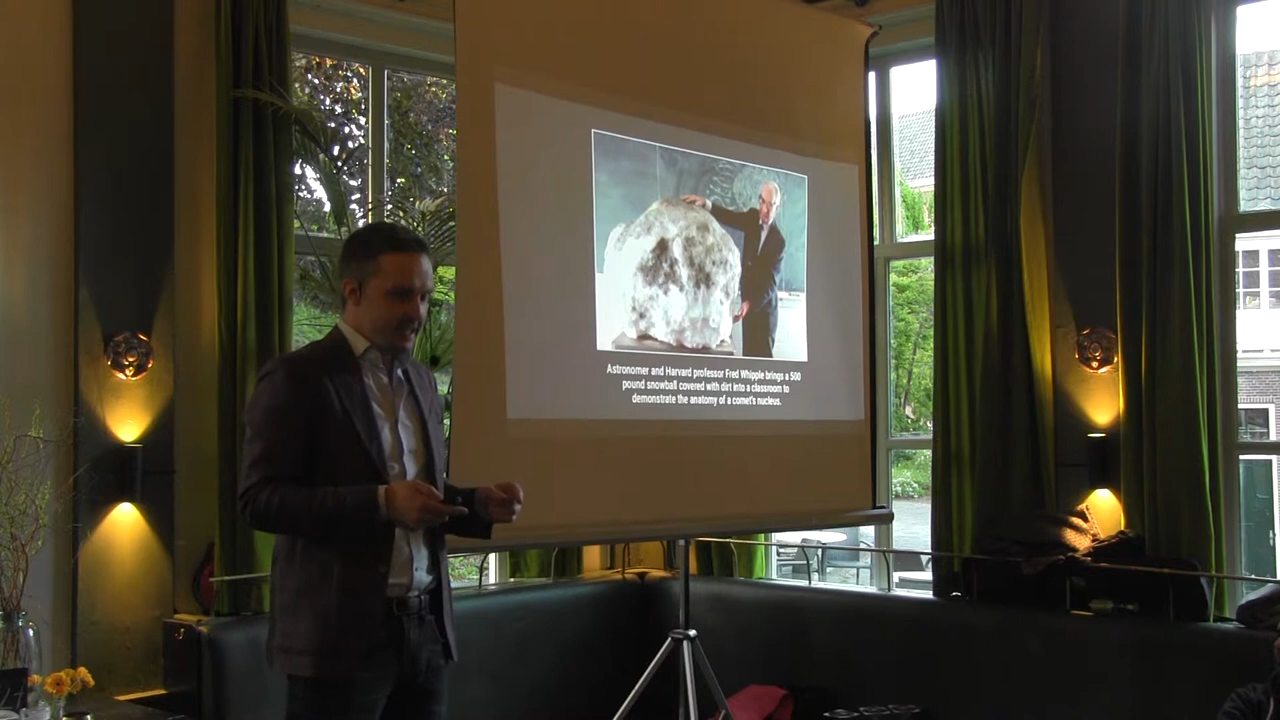 Astronomer and Harvard professor Fred Whipple brings a 500
pound snowball covered with dirt into a classroom to
demonstrate the anatomy of a comet's nucleus.